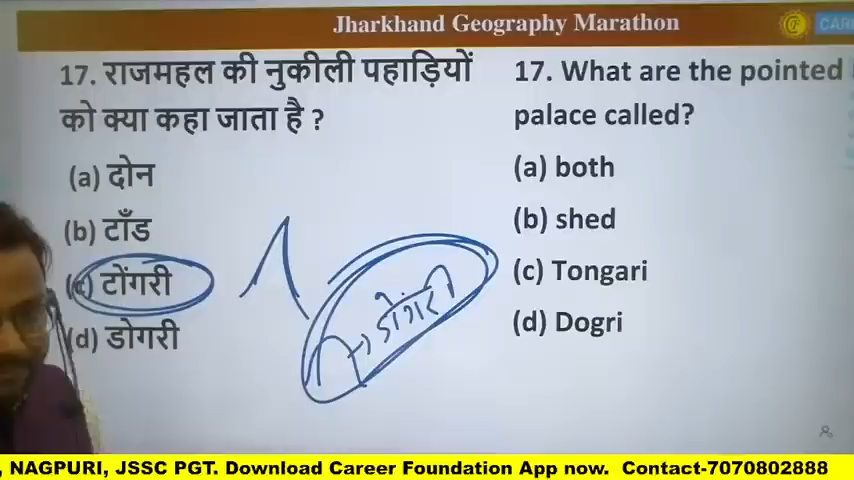 Jharkhand Geography Marathon
17. राजमहल की नुकीली पहाड़ियों
को क्या कहा जाता है ?
(a) दोन
(b) टाँड
(c) टोंगरी
(d) डोगरी
17. What are the pointed
palace called?
(a) both
(b) shed
(c) Tongari
(d) Dogri
डोंगरी
, NAGPURI, JSSC PGT. Download Career Foundation App now. Contact-7070802888